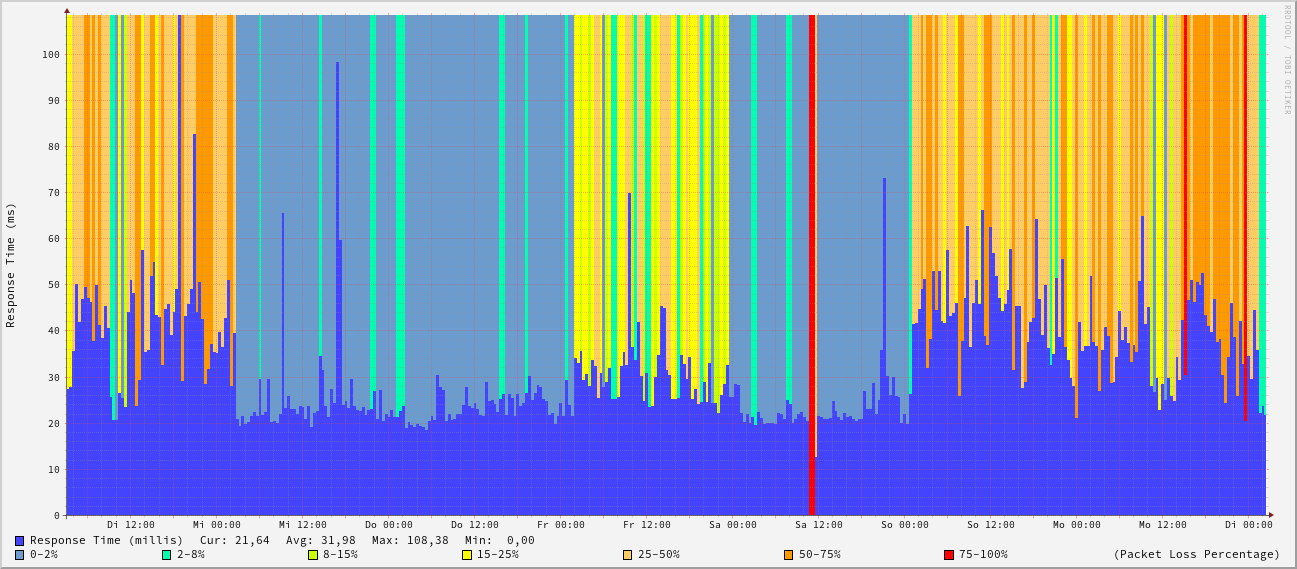 RRDTOOL / TOBI OETIKER
Response Time (ms)
100
90
80
70
60
50
40
30
20
10
0
Di 12:00 Mi 00:00 Mi 12:00 Do 00:00 Do 12:00 Fr 00:00 Fr 12:00 Sa 00:00 Sa 12:00 So 00:00 So 12:00 Mo 00:00 Mo 12:00 Di 00:00
Response Time (millis) Cur: 21,64 Avg: 31,98 Max: 108,38 Min: 0,00
0-2% 2-8% 8-15% 15-25% 25-50% 50-75% 75-100% (Packet Loss Percentage)